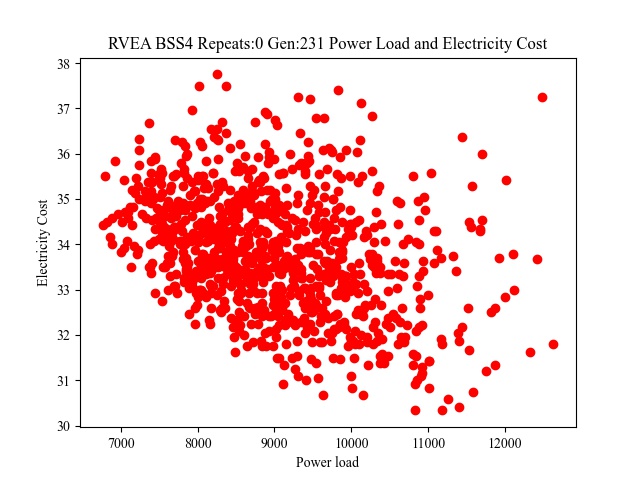 RVEA BSS4 Repeats:0 Gen:231 Power Load and Electricity Cost
38
37
36
35
34
33
32
31
30
Electricity Cost
7000 8000 9000 10000 11000 12000
Power load